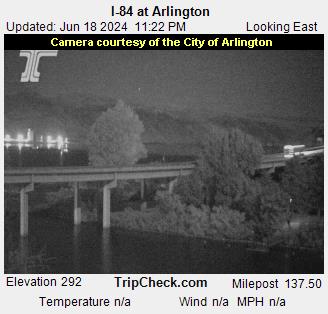 I-84 at Arlington
Updated: Jun 18 2024 11:22 PM Looking East
Camera courtesy of the City of Arlington
Elevation 292 TripCheck.com Milepost 137.50
Temperature n/a Wind n/a MPH n/a